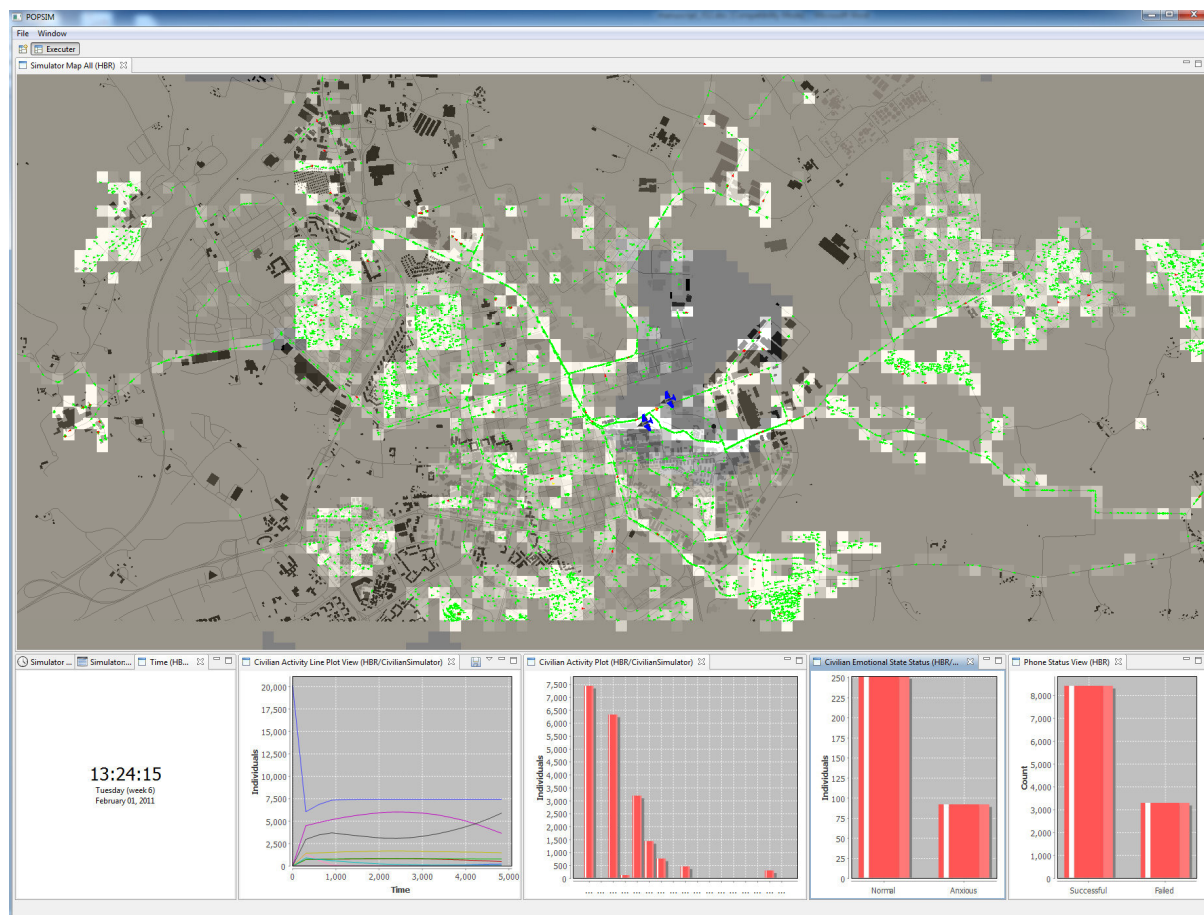 POPSIM
File Window
Executer
Simulator Map All (HBR)
Simulator ...
Simulator:...
Time (HB...
13:24:15
Tuesday (week 6)
February 01, 2011
Civilian Activity Line Plot View (HBR/CivilianSimulator)
20,000
17,500
15,000
12,500
10,000
7,500
5,000
2,500
0
Individuals
0 1,000 2,000 3,000 4,000 5,000
Time
Civilian Activity Plot (HBR/CivilianSimulator)
7,500
7,000
6,500
6,000
5,500
5,000
4,500
4,000
3,500
3,000
2,500
2,000
1,500
1,000
500
0
Individuals
... ... ... ... ... ... ... ... ... ... ... ... ... ... ... ... ...
Civilian Emotional State Status (HBR/...
250
225
200
175
150
125
100
75
50
25
0
Individuals
Normal Anxious
Phone Status View (HBR)
8,000
7,000
6,000
5,000
4,000
3,000
2,000
1,000
0
Count
Successful Failed